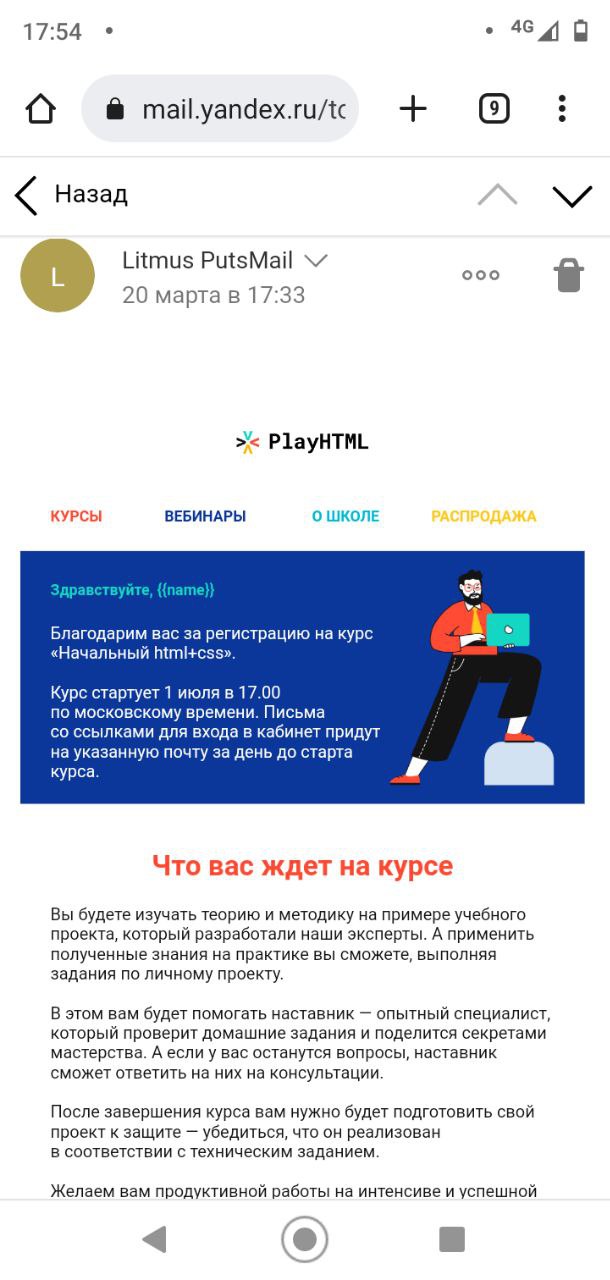 17:54
4G
mail.yandex.ru/tc
9
Назад
L
Litmus PutsMail
20 марта в 17:33
PlayHTML
КУРСЫ
ВЕБИНАРЫ
О ШКОЛЕ
РАСПРОДАЖА
Здравствуйте, {{name}}
Благодарим вас за регистрацию на курс
«Начальный html+css».
Курс стартует 1 июля в 17.00
по московскому времени. Письма
со ссылками для входа в кабинет придут
на указанную почту за день до старта
курса.
Что вас ждет на курсе
Вы будете изучать теорию и методику на примере учебного
проекта, который разработали наши эксперты. А применить
полученные знания на практике вы сможете, выполняя
задания по личному проекту.
В этом вам будет помогать наставник — опытный специалист,
который проверит домашние задания и поделится секретами
мастерства. А если у вас останутся вопросы, наставник
сможет ответить на них на консультации.
После завершения курса вам нужно будет подготовить свой
проект к защите — убедиться, что он реализован
в соответствии с техническим заданием.
Желаем вам продуктивной работы на интенсиве и успешной